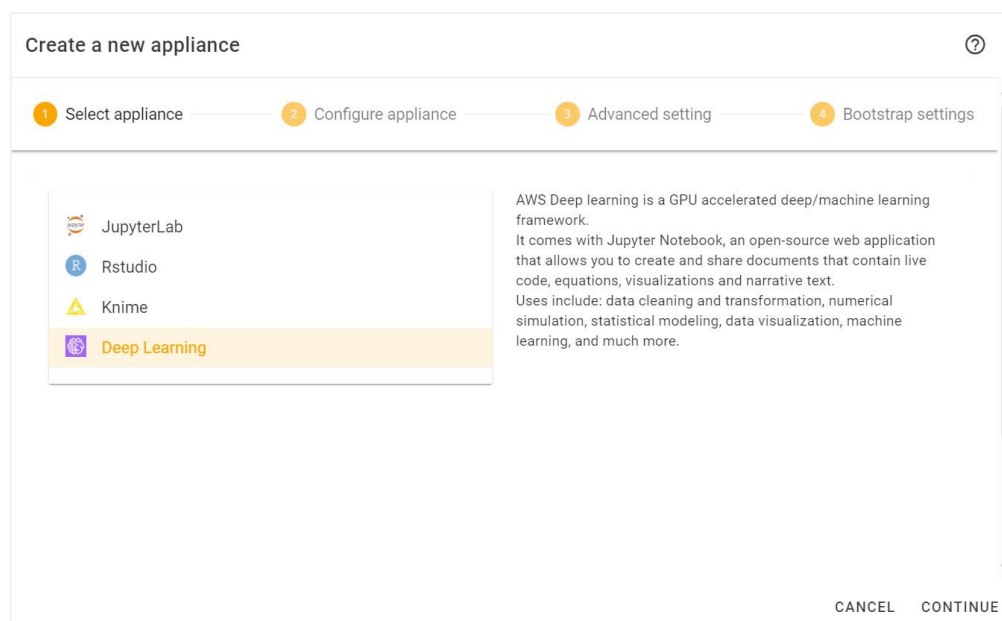 Create a new appliance
1 Select appliance 2 Configure appliance 3 Advanced setting 4 Bootstrap settings
JupyterLab
R Rstudio
Knime
Deep Learning
AWS Deep learning is a GPU accelerated deep/machine learning
framework.
It comes with Jupyter Notebook, an open-source web application
that allows you to create and share documents that contain live
code, equations, visualizations and narrative text.
Uses include: data cleaning and transformation, numerical
simulation, statistical modeling, data visualization, machine
learning, and much more.
CANCEL CONTINUE